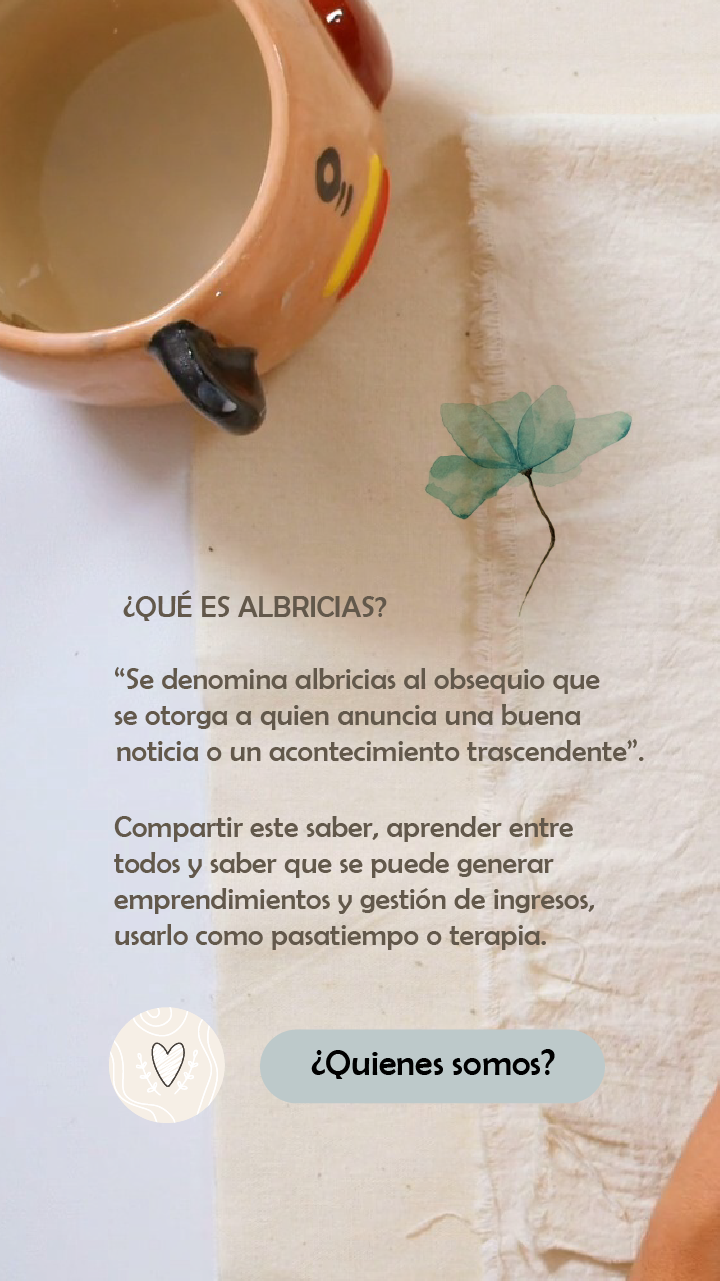 ¿QUÉ ES ALBRICIAS?
“Se denomina albricias al obsequio que
se otorga a quien anuncia una buena
noticia o un acontecimiento trascendente”.
Compartir este saber, aprender entre
todos y saber que se puede generar
emprendimientos y gestión de ingresos,
usarlo como pasatiempo o terapia.
¿Quienes somos?